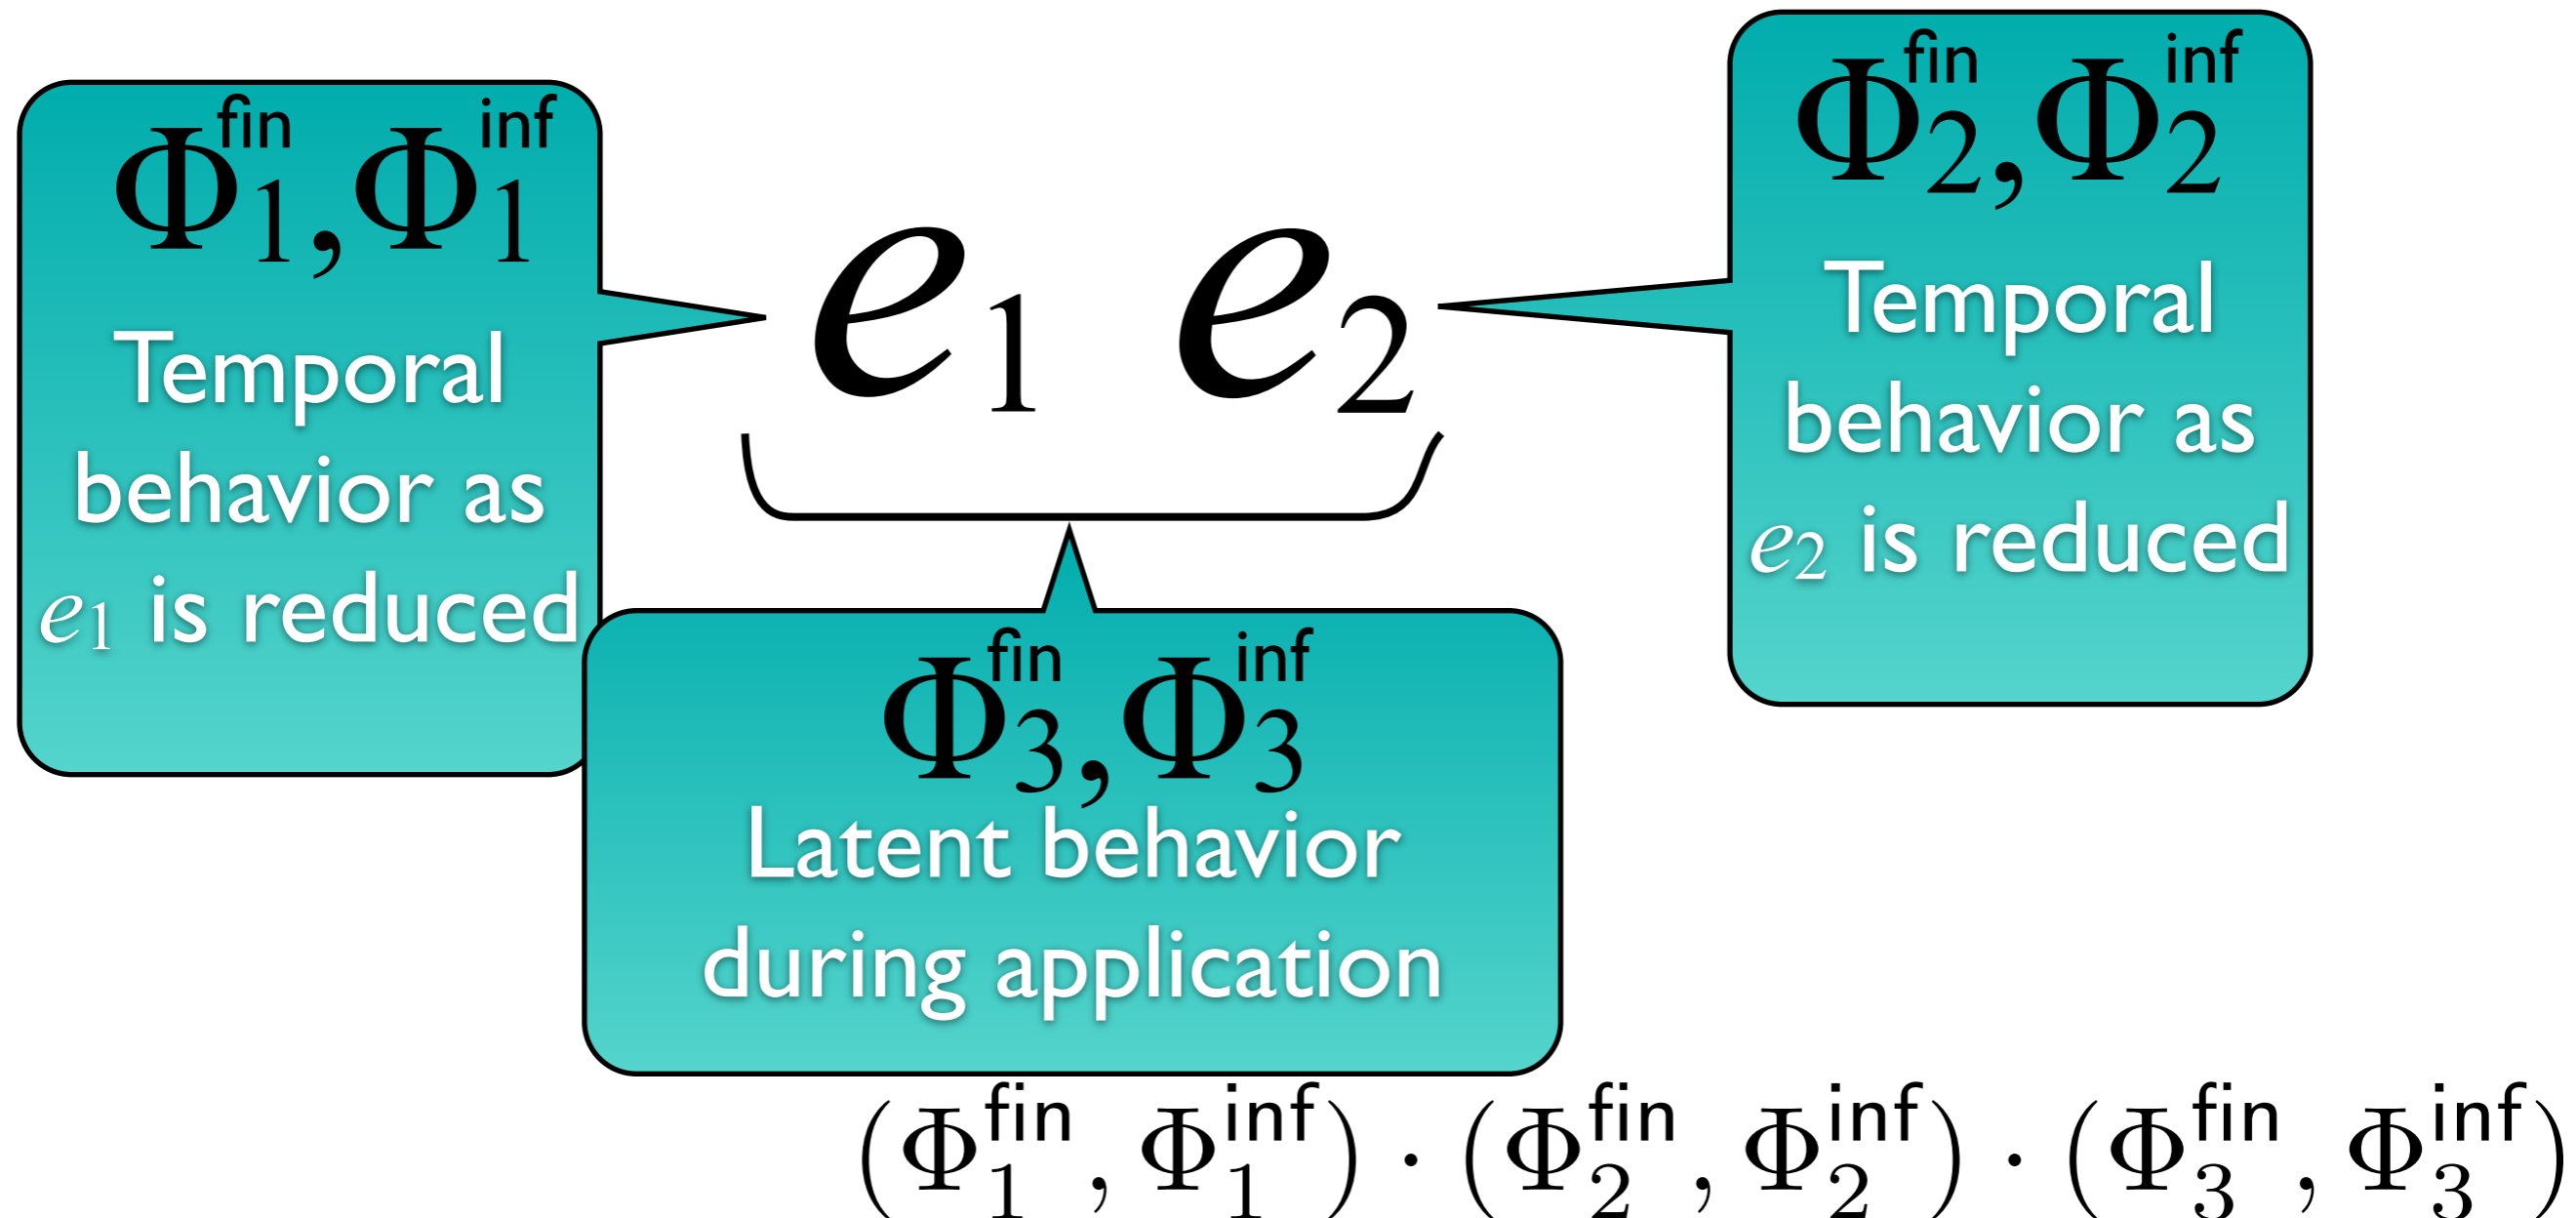 Φ₁ᶠⁱⁿ, Φ₁ⁱⁿᶠ
Temporal
behavior as
e₁ is reduced
e₁ e₂
Φ₂ᶠⁱⁿ, Φ₂ⁱⁿᶠ
Temporal
behavior as
e₂ is reduced
Φ₃ᶠⁱⁿ, Φ₃ⁱⁿᶠ
Latent behavior
during application
(Φ₁ᶠⁱⁿ, Φ₁ⁱⁿᶠ) · (Φ₂ᶠⁱⁿ, Φ₂ⁱⁿᶠ) · (Φ₃ᶠⁱⁿ, Φ₃ⁱⁿᶠ)